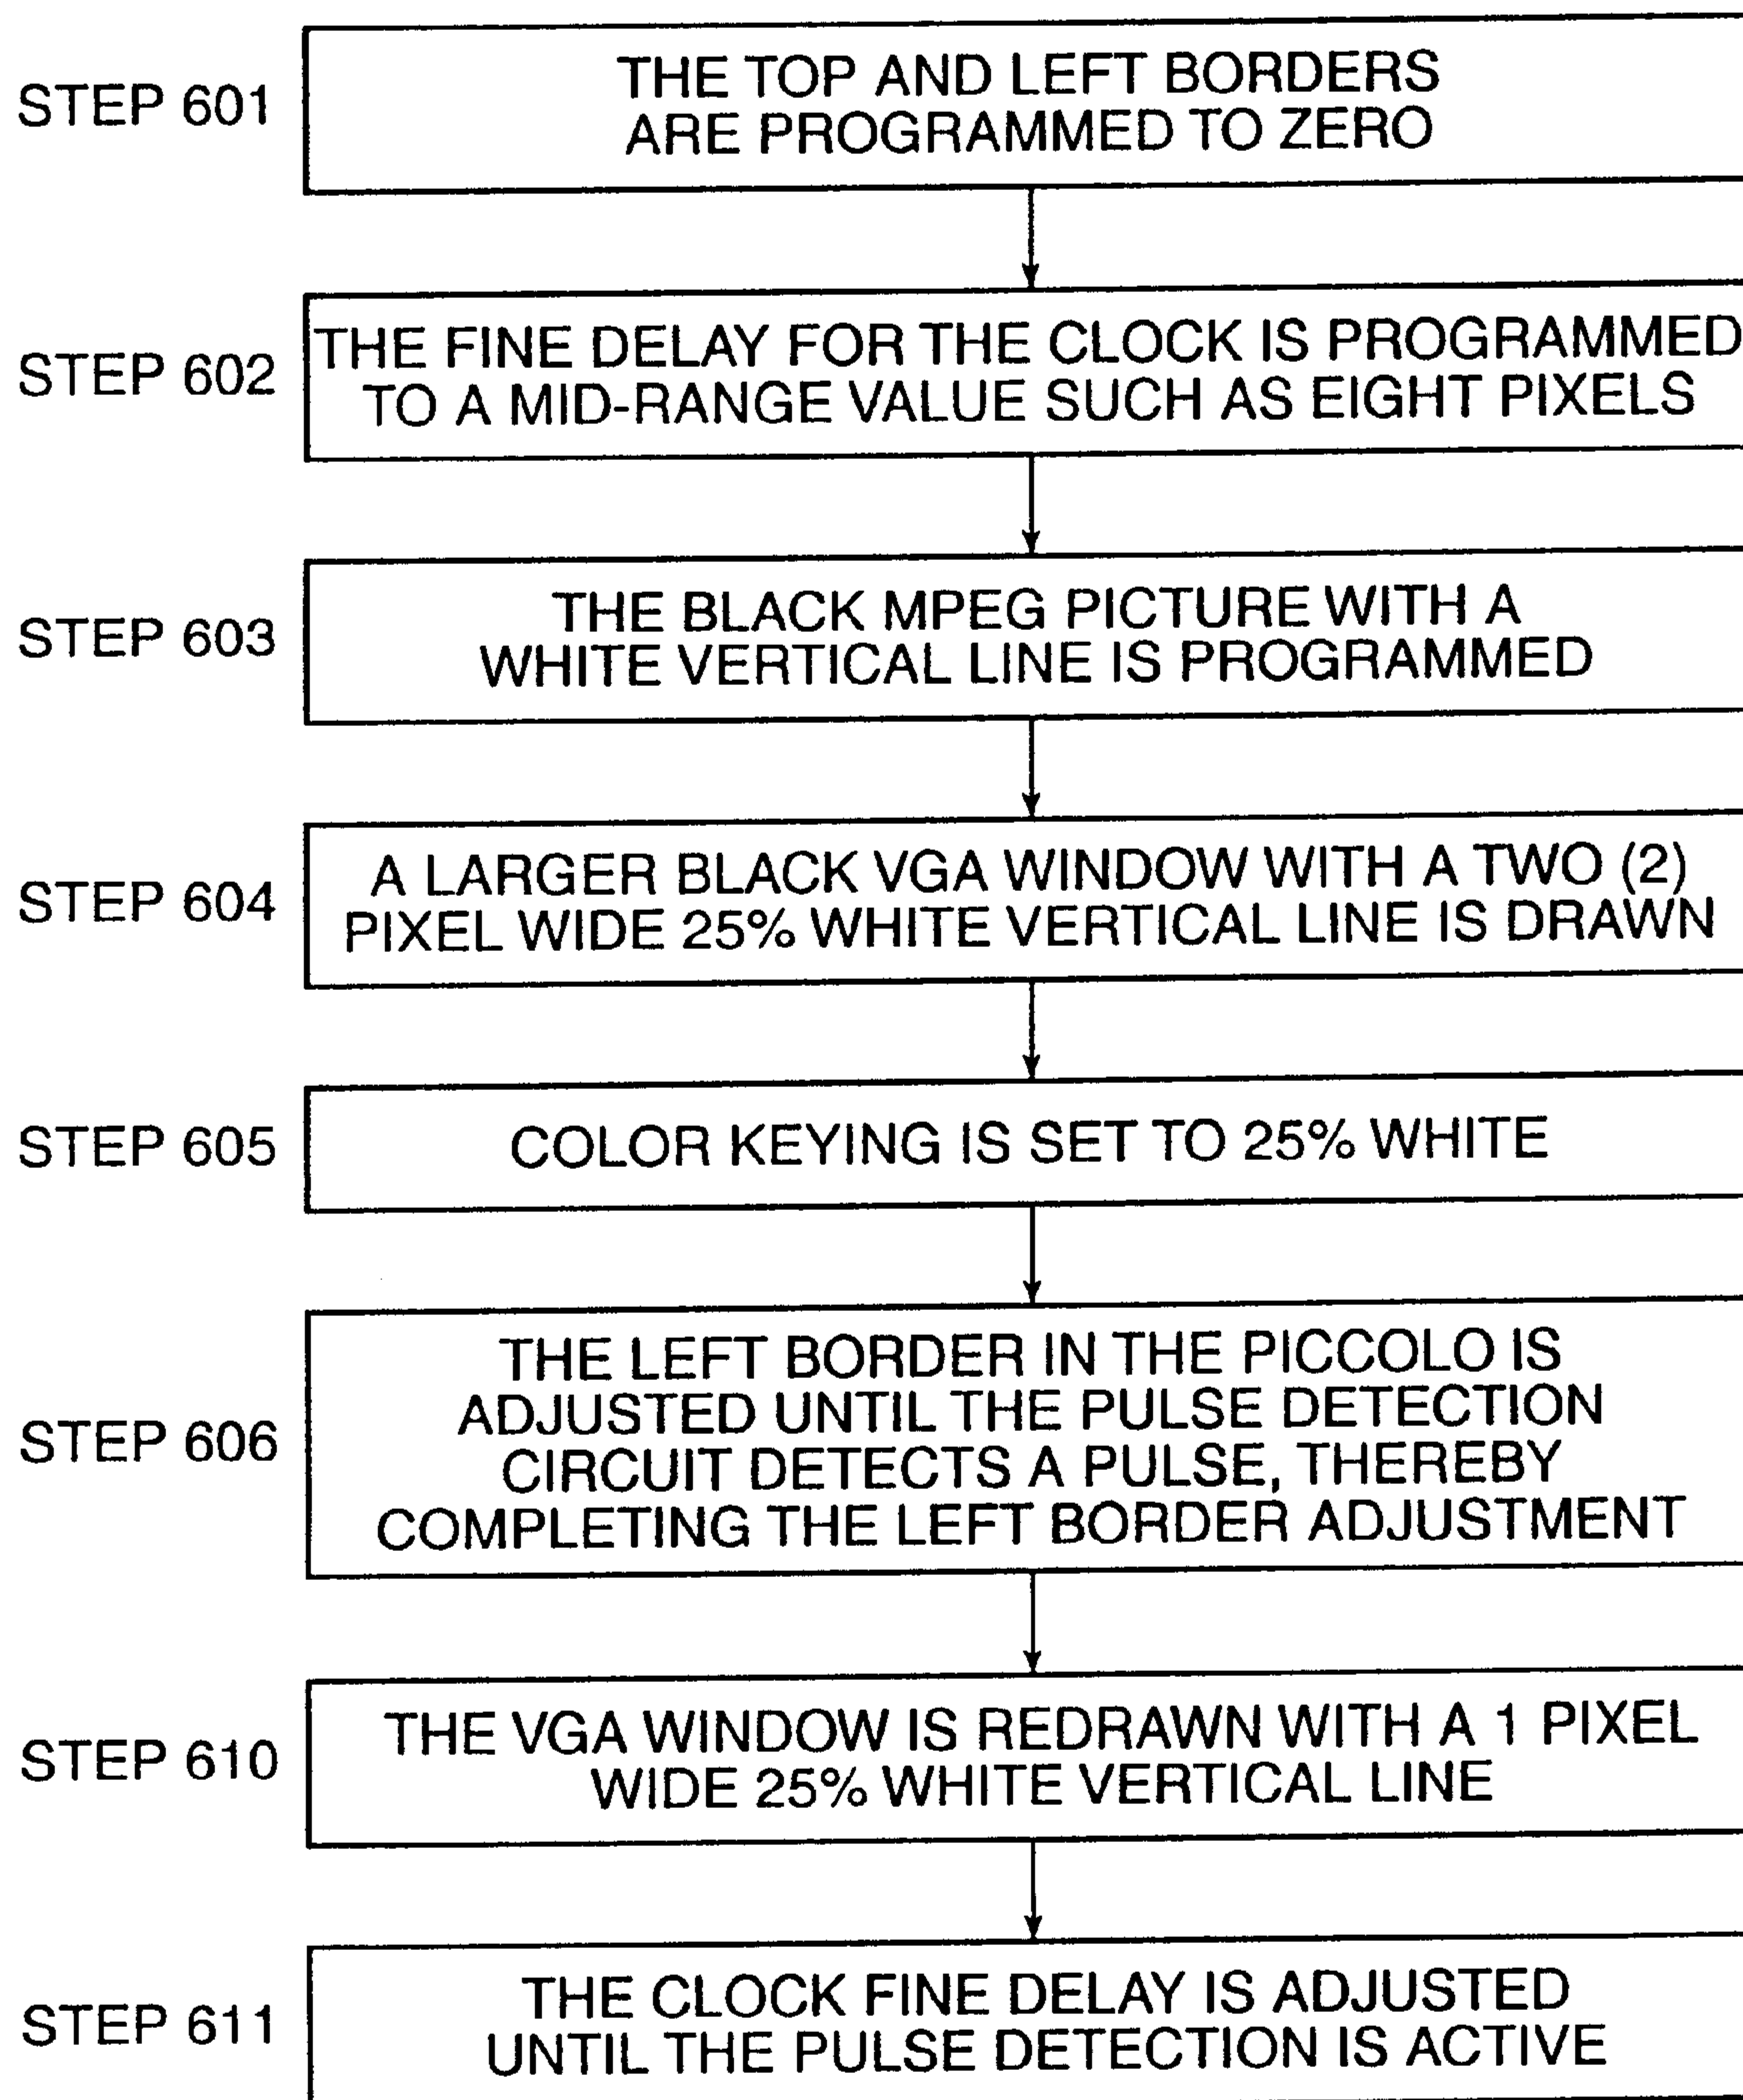 STEP 601
THE TOP AND LEFT BORDERS
ARE PROGRAMMED TO ZERO
STEP 602
THE FINE DELAY FOR THE CLOCK IS PROGRAMMED
TO A MID-RANGE VALUE SUCH AS EIGHT PIXELS
STEP 603
THE BLACK MPEG PICTURE WITH A
WHITE VERTICAL LINE IS PROGRAMMED
STEP 604
A LARGER BLACK VGA WINDOW WITH A TWO (2)
PIXEL WIDE 25% WHITE VERTICAL LINE IS DRAWN
STEP 605
COLOR KEYING IS SET TO 25% WHITE
STEP 606
THE LEFT BORDER IN THE PICCOLO IS
ADJUSTED UNTIL THE PULSE DETECTION
CIRCUIT DETECTS A PULSE, THEREBY
COMPLETING THE LEFT BORDER ADJUSTMENT
STEP 610
THE VGA WINDOW IS REDRAWN WITH A 1 PIXEL
WIDE 25% WHITE VERTICAL LINE
STEP 611
THE CLOCK FINE DELAY IS ADJUSTED
UNTIL THE PULSE DETECTION IS ACTIVE